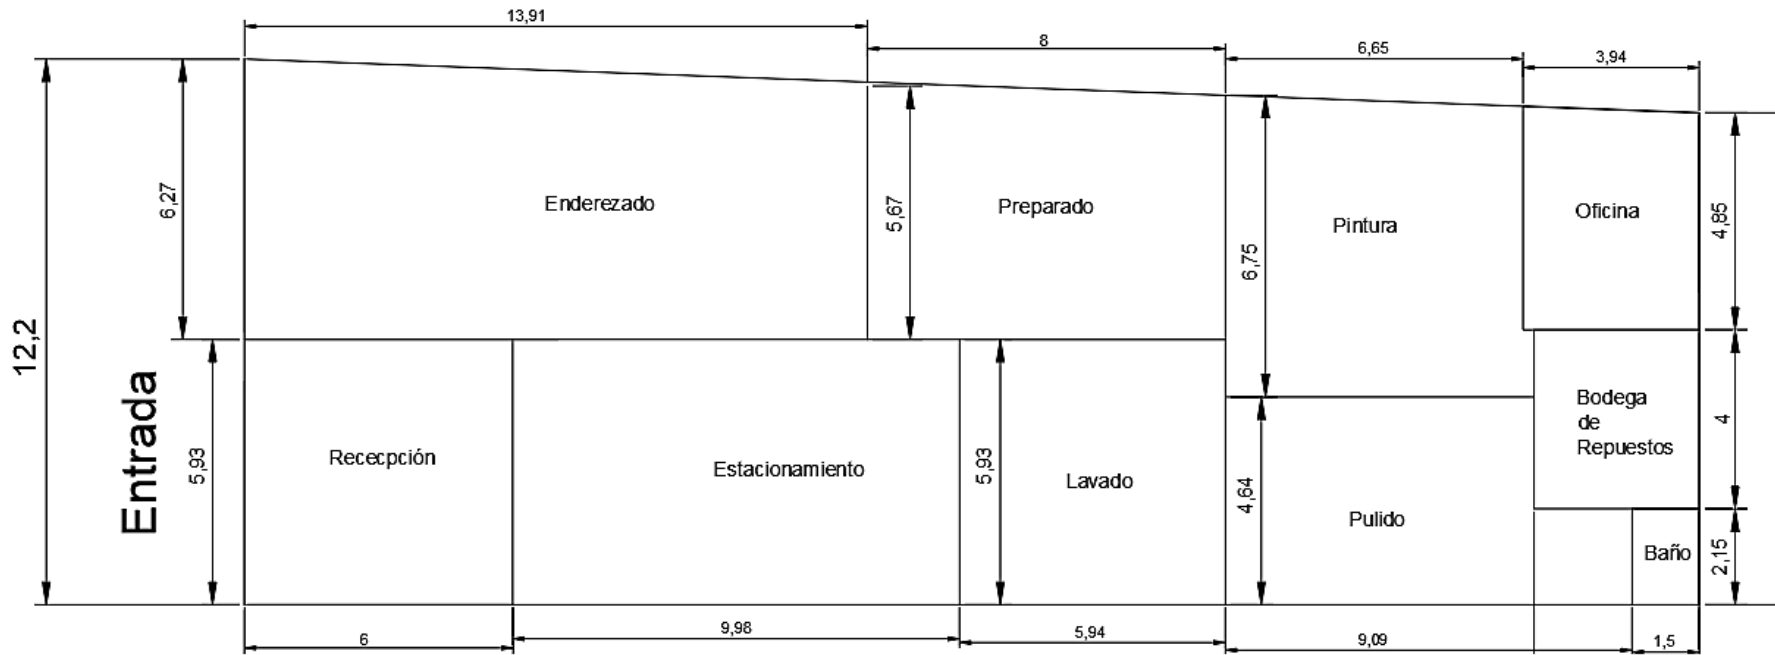 13,91
8
6,65
3,94
12,2
6,27
Enderezado
5,67
Preparado
6,75
Pintura
Oficina
4,85
Entrada
5,93
Rececpción
Estacionamiento
5,93
Lavado
4,64
Pulido
Bodega
de
Repuestos
4
Baño
2,15
6
9,98
5,94
9,09
1,5